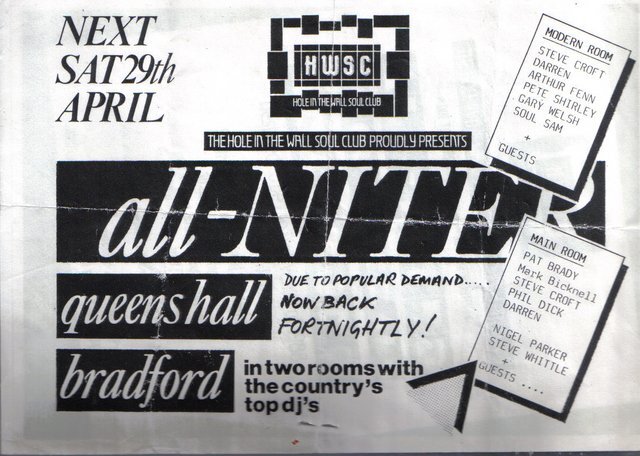 NEXT
SAT 29th
APRIL
HWSC
HOLE IN THE WALL SOUL CLUB
THE HOLE IN THE WALL SOUL CLUB PROUDLY PRESENTS
all-NITER
queens hall
bradford
DUE TO POPULAR DEMAND.....
NOW BACK
FORTNIGHTLY!
in two rooms with
the country's
top dj's
MODERN ROOM
STEVE CROFT
DARREN
ARTHUR FENN
PETE SHIRLEY
GARY WELSH
SOUL SAM
+
GUESTS
MAIN ROOM
PAT BRADY
Mark Bicknell
STEVE CROFT
PHIL DICK
DARREN
NIGEL PARKER
STEVE WHITTLE
+
GUESTS ....